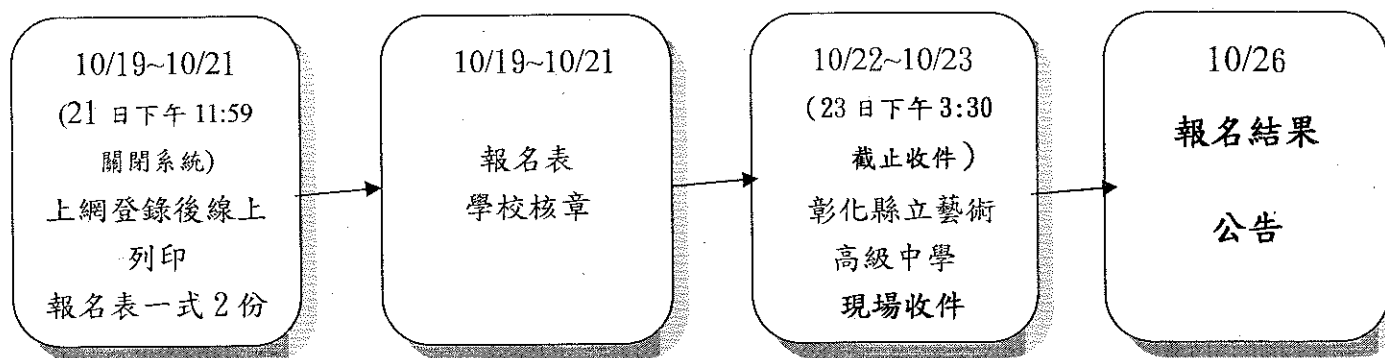 10/19~10/21
(21 日下午 11:59
關閉系統)
上網登錄後線上
列印
報名表一式 2 份
10/19~10/21
報名表
學校核章
10/22~10/23
(23 日下午 3:30
截止收件)
彰化縣立藝術
高級中學
現場收件
10/26
報名結果
公告